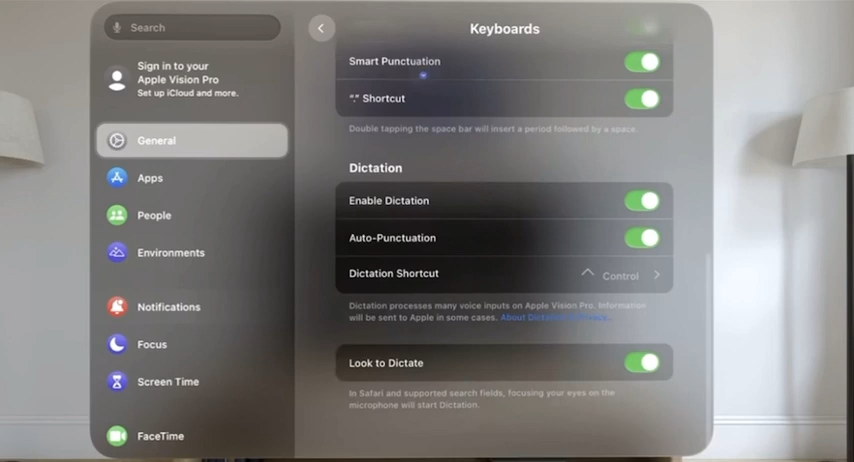 Search
Keyboards
Sign in to your
Apple Vision Pro
Set up iCloud and more.
General
Apps
People
Environments
Notifications
Focus
Screen Time
FaceTime
Smart Punctuation
"." Shortcut
Double tapping the space bar will insert a period followed by a space.
Dictation
Enable Dictation
Auto-Punctuation
Dictation Shortcut
Control
Dictation processes many voice inputs on Apple Vision Pro. Information
will be sent to Apple in some cases. About Dictation & Privacy...
Look to Dictate
In Safari and supported search fields, focusing your eyes on the
microphone will start Dictation.